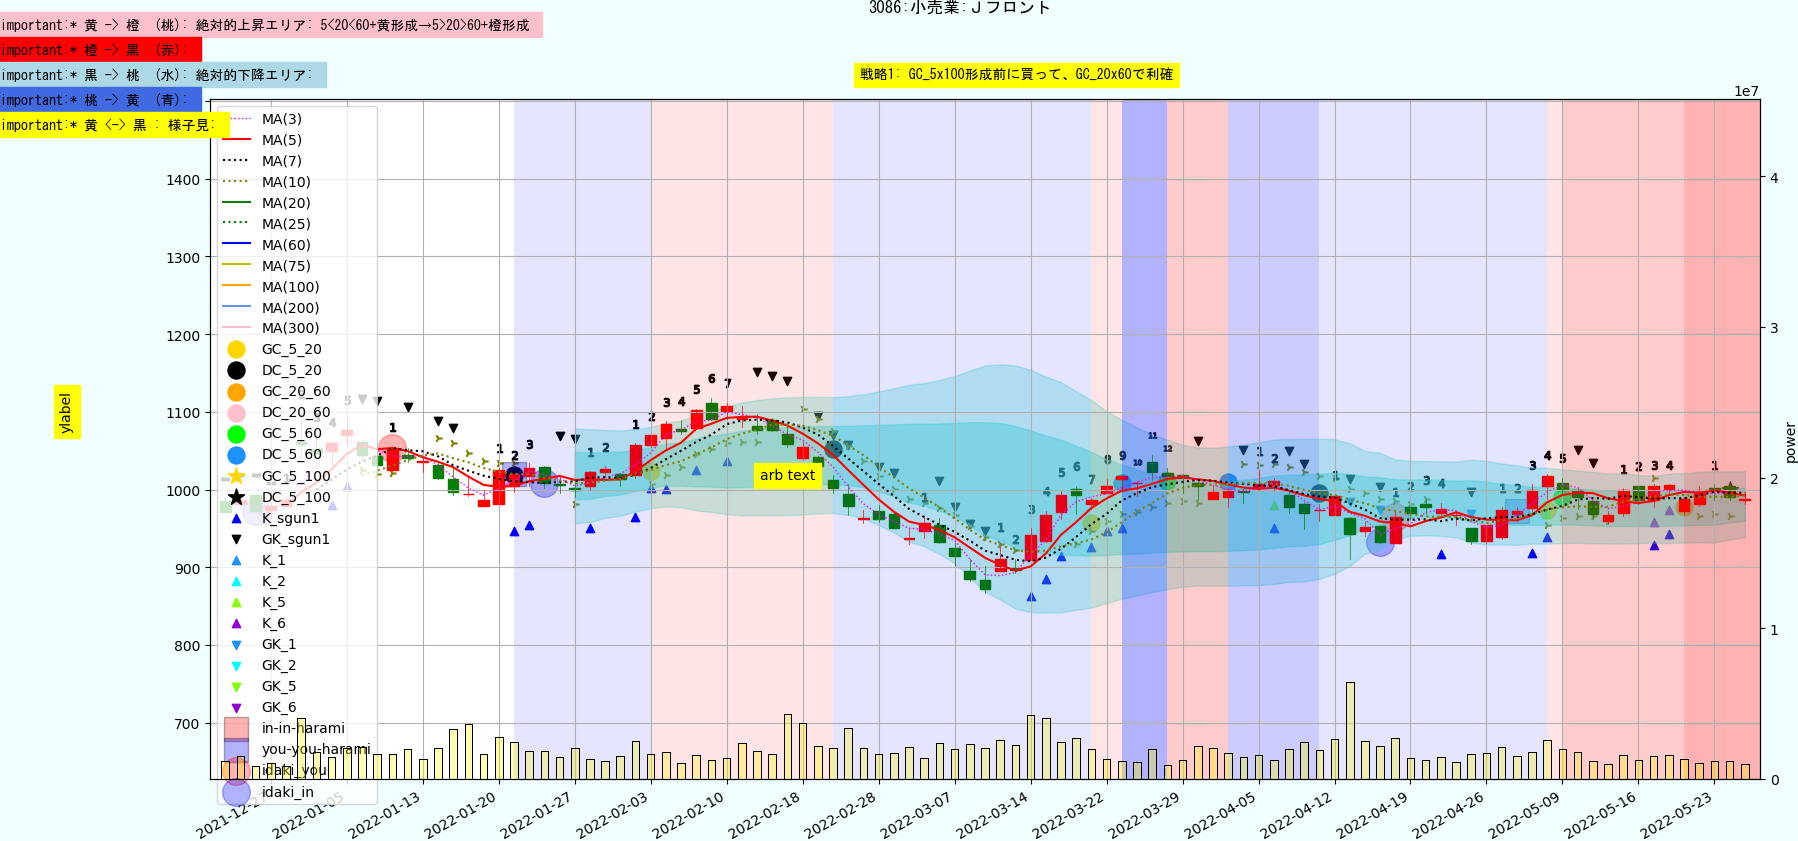 3086:小売業:Ｊフロント
important:* 黄 -> 橙 (桃): 絶対的上昇エリア: 5<20<60+黄形成→5>20>60+橙形成
important:* 橙 -> 黒 (赤):
important:* 黒 -> 桃 (水): 絶対的下降エリア:
戦略1: GC_5x100形成前に買って、GC_20x60で利確
important:* 桃 -> 黄 (青):
important:* 黄 <-> 黒 : 様子見:
1e7
MA(3)
MA(5)
MA(7)
MA(10)
MA(20)
MA(25)
MA(60)
MA(75)
MA(100)
MA(200)
MA(300)
GC_5_20
DC_5_20
GC_20_60
DC_20_60
GC_5_60
DC_5_60
GC_5_100
DC_5_100
K_sgun1
GK_sgun1
K_1
K_2
K_5
K_6
GK_1
GK_2
GK_5
GK_6
in-in-harami
you-you-harami
idaki_you
idaki_in
ylabel
1400
1300
1200
1100
1000
900
800
700
arb text
power
4
3
2
1
0
2021-12-27
2022-01-05
2022-01-13
2022-01-20
2022-01-27
2022-02-03
2022-02-10
2022-02-18
2022-02-28
2022-03-07
2022-03-14
2022-03-22
2022-03-29
2022-04-05
2022-04-12
2022-04-19
2022-04-26
2022-05-09
2022-05-16
2022-05-23